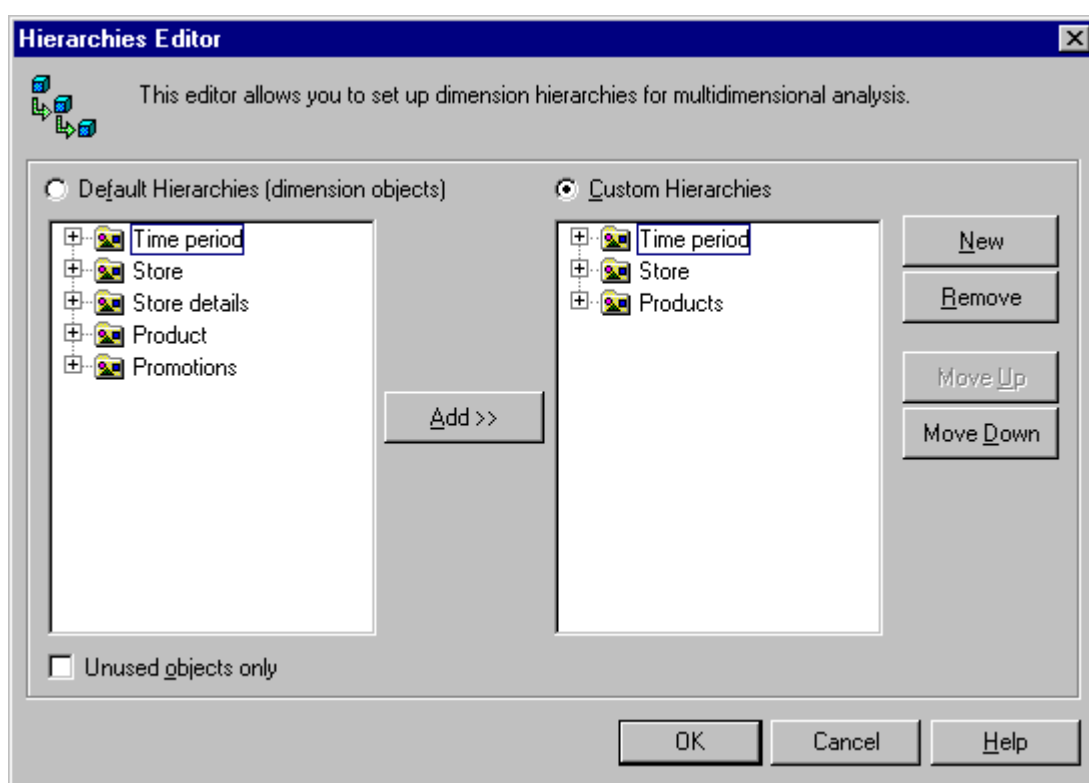 Hierarchies Editor
This editor allows you to set up dimension hierarchies for multidimensional analysis.
Default Hierarchies (dimension objects)
Time period
Store
Store details
Product
Promotions
Add >>
Custom Hierarchies
Time period
Store
Products
New
Remove
Move Up
Move Down
Unused objects only
OK
Cancel
Help